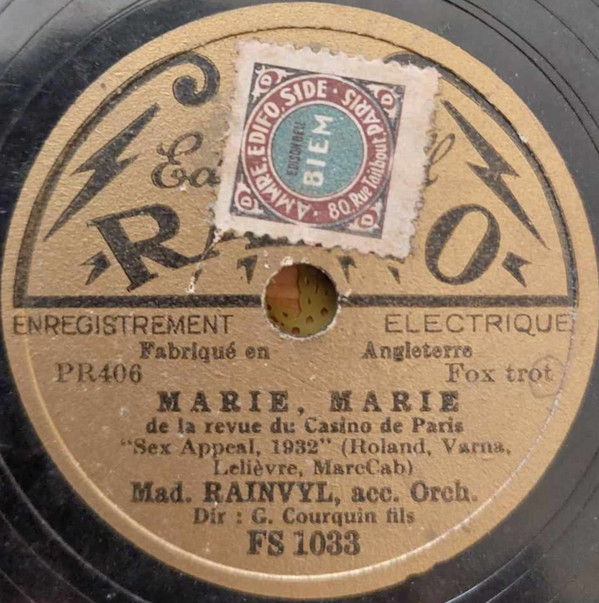 AMMRE. EDIFO. SIDE. 80 Rue Taitbout, PARIS
EDISON BELL
BIEM
ENREGISTREMENT ELECTRIQUE
Fabriqué en Angleterre
PR406 Fox trot
MARIE, MARIE
de la revue du Casino de Paris
"Sex Appeal, 1932" (Roland, Varna,
Lelièvre, MarcCab)
Mad. RAINVYL, acc. Orch.
Dir : G. Courquin fils
FS 1033